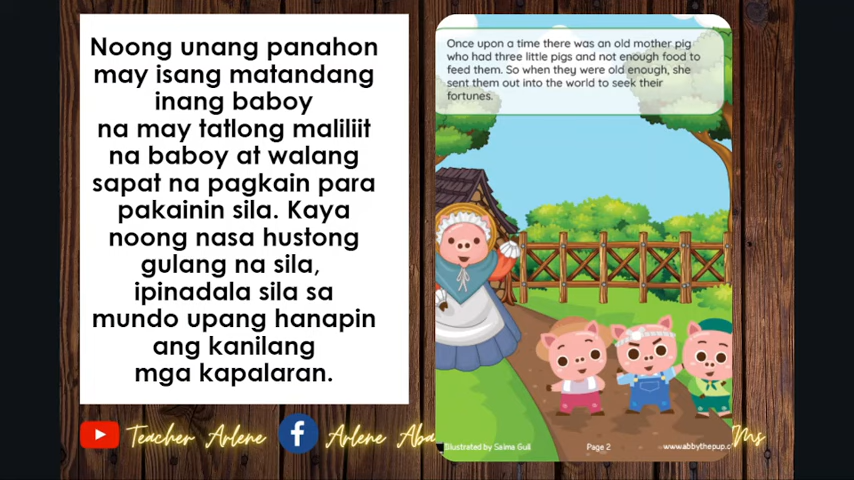 Noong unang panahon
may isang matandang
inang baboy
na may tatlong maliliit
na baboy at walang
sapat na pagkain para
pakainin sila. Kaya
noong nasa hustong
gulang na sila,
ipinadala sila sa
mundo upang hanapin
ang kanilang
mga kapalaran.
Once upon a time there was an old mother pig
who had three little pigs and not enough food to
feed them. So when they were old enough, she
sent them out into the world to seek their
fortunes.
Teacher Arlene
Arlene
Ms
Illustrated by Saima Gull
Page 2
www.abbythepup.c